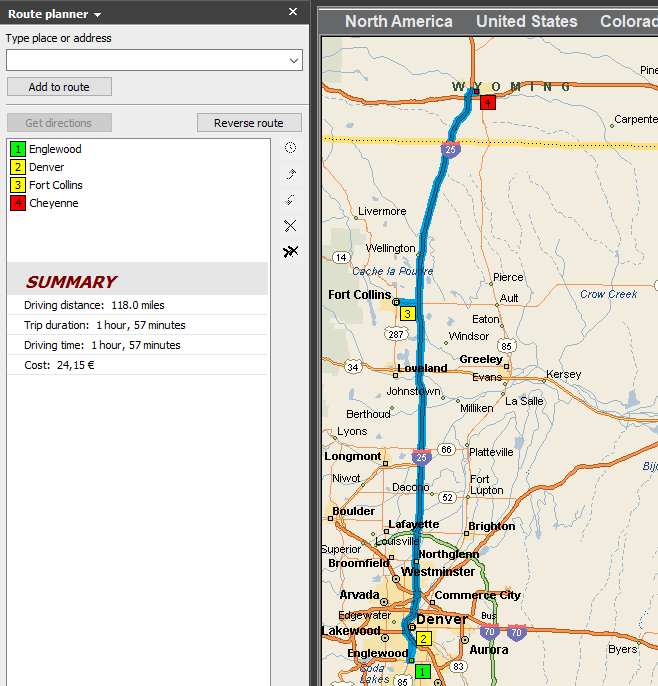 Route planner
Type place or address
Add to route
Get directions
Reverse route
1 Englewood
2 Denver
3 Fort Collins
4 Cheyenne
SUMMARY
Driving distance: 118.0 miles
Trip duration: 1 hour, 57 minutes
Driving time: 1 hour, 57 minutes
Cost: 24,15 €
North America United States Colorad
WYOMING
Pine
4
Carpente
25
Livermore
Wellington
14
Cache la Poudre
Pierce
Fort Collins
Ault
Crow Creek
3
Eaton
287
Windsor
85
Greeley
34
Loveland
Evans
Kersey
Johnstown
La Salle
Berthoud
Milliken
Lyons
25
66
Platteville
Longmont
Bijo
Niwot
Dacono
Fort
Lupton
52
Boulder
Lafayette
Brighton
Louisville
Superior
Northglenn
Broomfield
Westminster
Arvada
Commerce City
Edgewater
Denver
Bus
Lakewood
2
70
70
Englewood
Aurora
Byers
Soda
Lakes
1
83
85